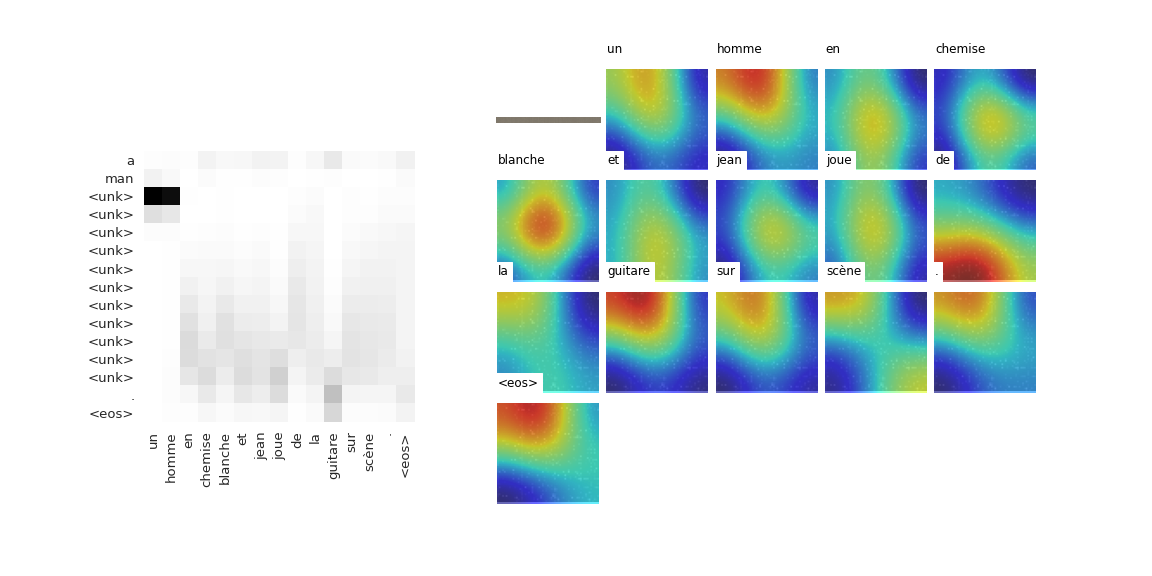 a
man
<unk>
<unk>
<unk>
<unk>
<unk>
<unk>
<unk>
<unk>
<unk>
<unk>
<unk>
.
<eos>
un
homme
en
chemise
blanche
et
jean
joue
de
la
guitare
sur
scène
.
<eos>
un homme en chemise
blanche et jean joue de
la guitare sur scène .
<eos>